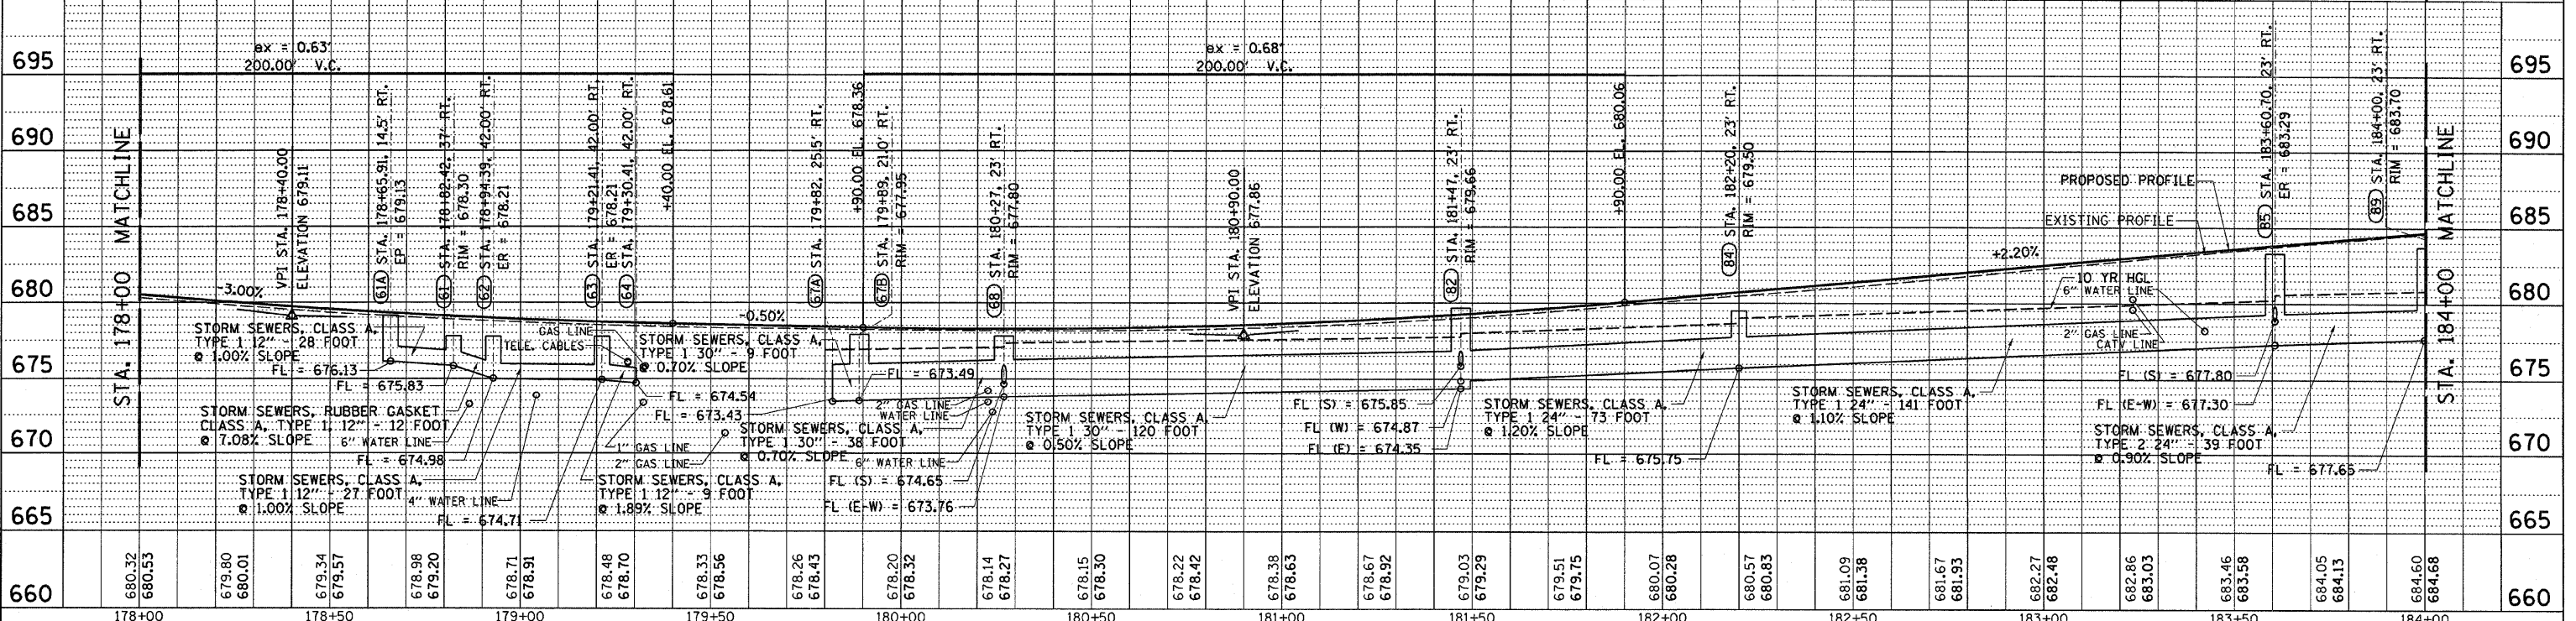 695
690
685
680
675
670
665
660
STA. 178+00 MATCHLINE
ex = 0.63'
200.00' V.C.
VPI STA. 178+40.00
ELEVATION 679.11
-3.00%
61A STA. 178+65.91, 14.5' RT.
EP = 679.13
61 STA. 178+82.42, 37' RT.
RIM = 678.30
62 STA. 178+94.39, 42.00' RT.
ER = 678.21
63 STA. 179+21.41, 42.00' RT.
ER = 678.21
64 STA. 179+30.41, 42.00' RT.
+40.00 EL. 678.61
-0.50%
67A STA. 179+82, 25.5' RT.
+90.00 EL. 678.36
67B STA. 179+89, 21.0' RT.
RIM = 677.95
68 STA. 180+27, 23' RT.
RIM = 677.80
ex = 0.68'
200.00' V.C.
VPI STA. 180+90.00
ELEVATION 677.86
82 STA. 181+47, 23' RT.
RIM = 679.66
+90.00 EL. 680.06
84 STA. 182+20, 23' RT.
RIM = 679.50
+2.20%
PROPOSED PROFILE
EXISTING PROFILE
85 STA. 183+60.70, 23' RT.
ER = 683.29
89 STA. 184+00, 23' RT.
RIM = 683.70
STA. 184+00 MATCHLINE
STORM SEWERS, CLASS A,
TYPE 1 12" - 28 FOOT
@ 1.00% SLOPE
FL = 676.13
FL = 675.83
STORM SEWERS, RUBBER GASKET
CLASS A, TYPE 1, 12" - 12 FOOT
@ 7.08% SLOPE
6" WATER LINE
FL = 674.98
STORM SEWERS, CLASS A,
TYPE 1 12" - 27 FOOT
@ 1.00% SLOPE
4" WATER LINE
FL = 674.71
GAS LINE
TELE. CABLES
STORM SEWERS, CLASS A,
TYPE 1 30" - 9 FOOT
@ 0.70% SLOPE
FL = 674.54
FL = 673.43
FL = 673.49
1" GAS LINE
2" GAS LINE
STORM SEWERS, CLASS A,
TYPE 1 12" - 9 FOOT
@ 1.89% SLOPE
2" GAS LINE
WATER LINE
STORM SEWERS, CLASS A,
TYPE 1 30" - 38 FOOT
@ 0.70% SLOPE
6" WATER LINE
FL (S) = 674.65
FL (E-W) = 673.76
STORM SEWERS, CLASS A,
TYPE 1 30" - 120 FOOT
@ 0.50% SLOPE
FL (S) = 675.85
FL (W) = 674.87
FL (E) = 674.35
STORM SEWERS, CLASS A,
TYPE 1 24" - 73 FOOT
@ 1.20% SLOPE
FL = 675.75
STORM SEWERS, CLASS A,
TYPE 1 24" - 141 FOOT
@ 1.10% SLOPE
10 YR HGL
6" WATER LINE
2" GAS LINE
CATV LINE
FL (S) = 677.80
FL (E-W) = 677.30
STORM SEWERS, CLASS A,
TYPE 2 24" - 39 FOOT
@ 0.90% SLOPE
FL = 677.65
695
690
685
680
675
670
665
660
680.32
680.53
679.80
680.01
679.34
679.57
678.98
679.20
678.71
678.91
678.48
678.70
678.33
678.56
678.26
678.43
678.20
678.32
678.14
678.27
678.15
678.30
678.22
678.42
678.38
678.63
678.67
678.92
679.03
679.29
679.51
679.75
680.07
680.28
680.57
680.83
681.09
681.38
681.67
681.93
682.27
682.48
682.86
683.03
683.46
683.58
684.05
684.13
684.60
684.68
178+00
178+50
179+00
179+50
180+00
180+50
181+00
181+50
182+00
182+50
183+00
183+50
184+00